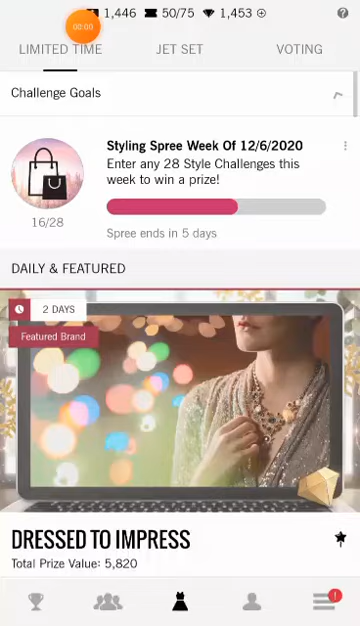 00:00
1,446 50/75 1,453
LIMITED TIME JET SET VOTING
Challenge Goals
Styling Spree Week Of 12/6/2020
Enter any 28 Style Challenges this
week to win a prize!
16/28
Spree ends in 5 days
DAILY & FEATURED
2 DAYS
Featured Brand
DRESSED TO IMPRESS
Total Prize Value: 5,820